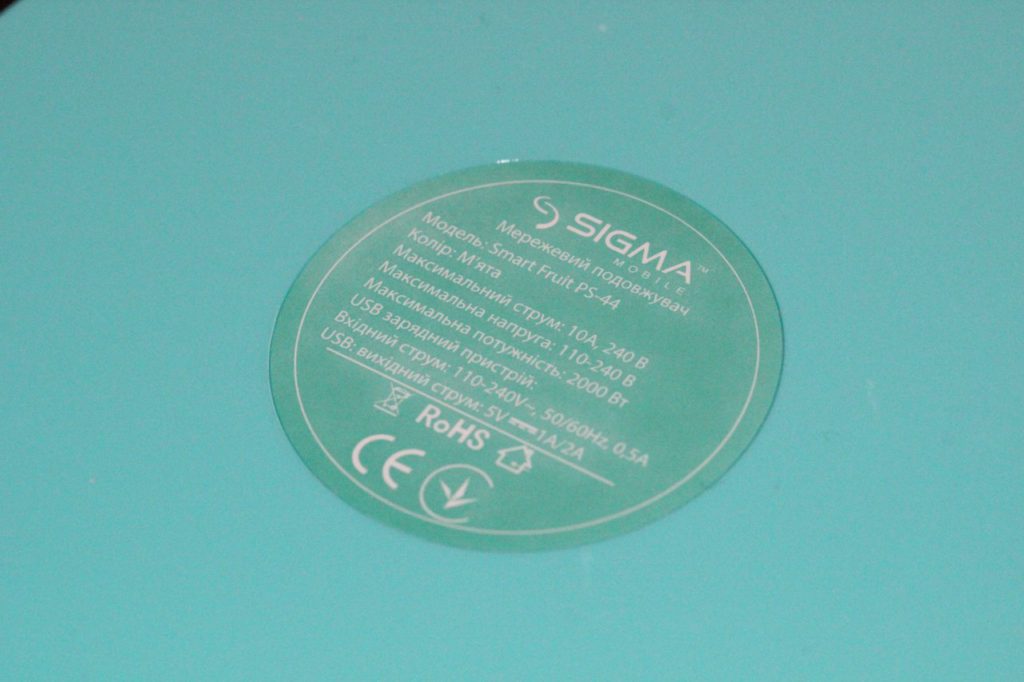 SIGMA™
MOBILE
Мережевий подовжувач
Модель: Smart Fruit PS-44
Колір: М'ята
Максимальний струм: 10A, 240 В
Максимальна напруга: 110-240 В
Максимальна потужність: 2000 Вт
USB зарядний пристрій:
Вхідний струм: 110-240V~, 50/60Hz, 0.5A
USB: вихідний струм: 5V ⎓ 1A/2A
RoHS
CE